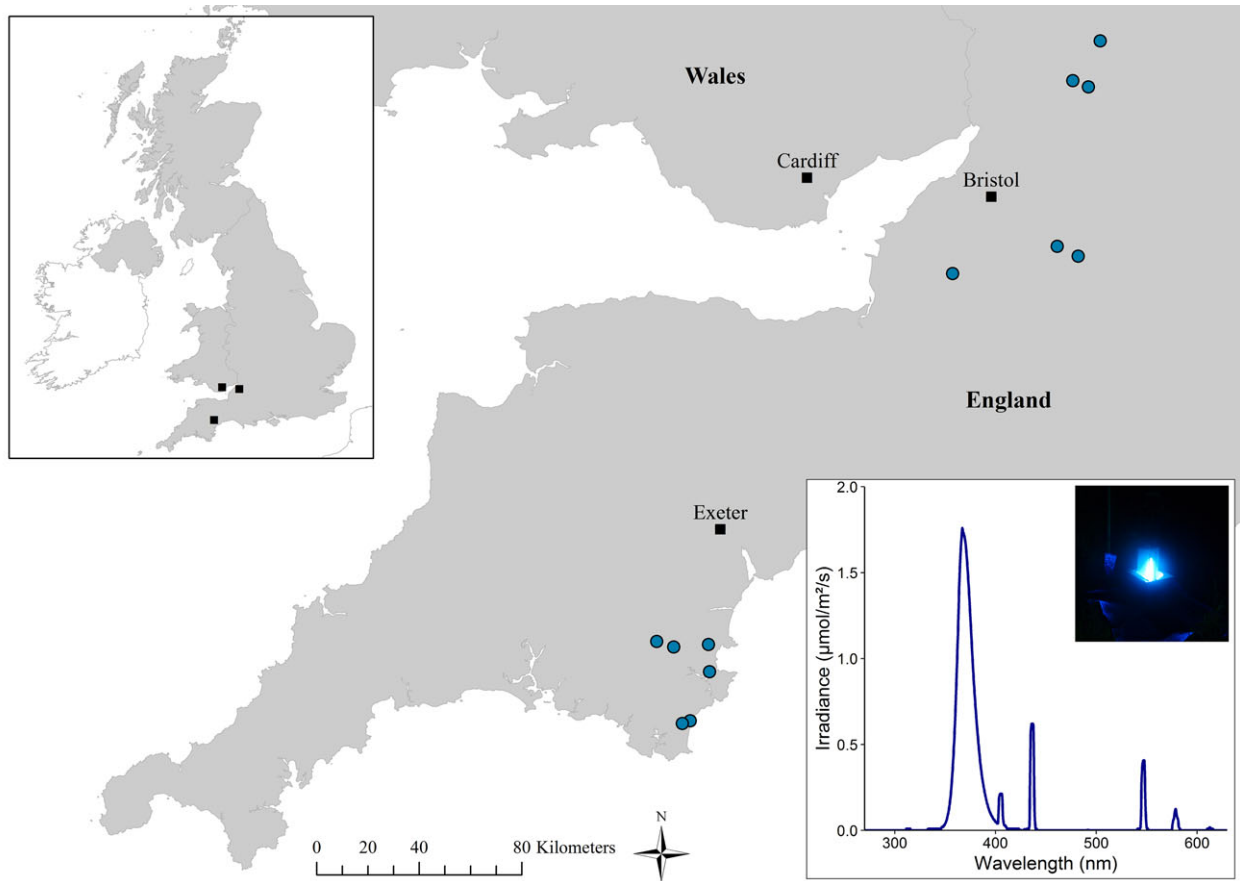 Wales
Cardiff
Bristol
England
Exeter
N
0 20 40 80 Kilometers
2.0
1.5
1.0
0.5
0.0
Irradiance (μmol/m²/s)
300 400 500 600
Wavelength (nm)